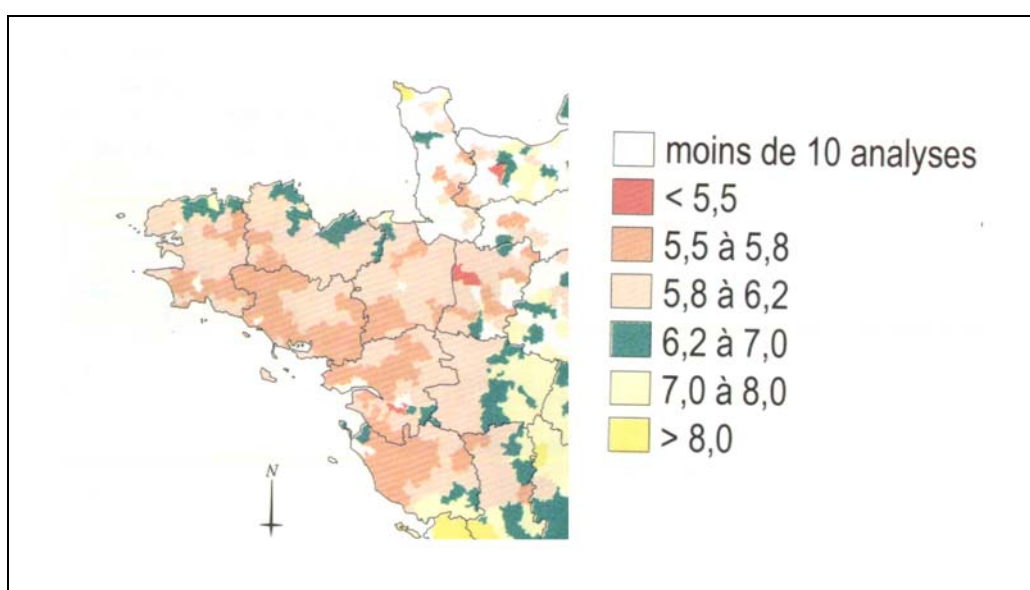 moins de 10 analyses
< 5,5
5,5 à 5,8
5,8 à 6,2
6,2 à 7,0
7,0 à 8,0
> 8,0
N